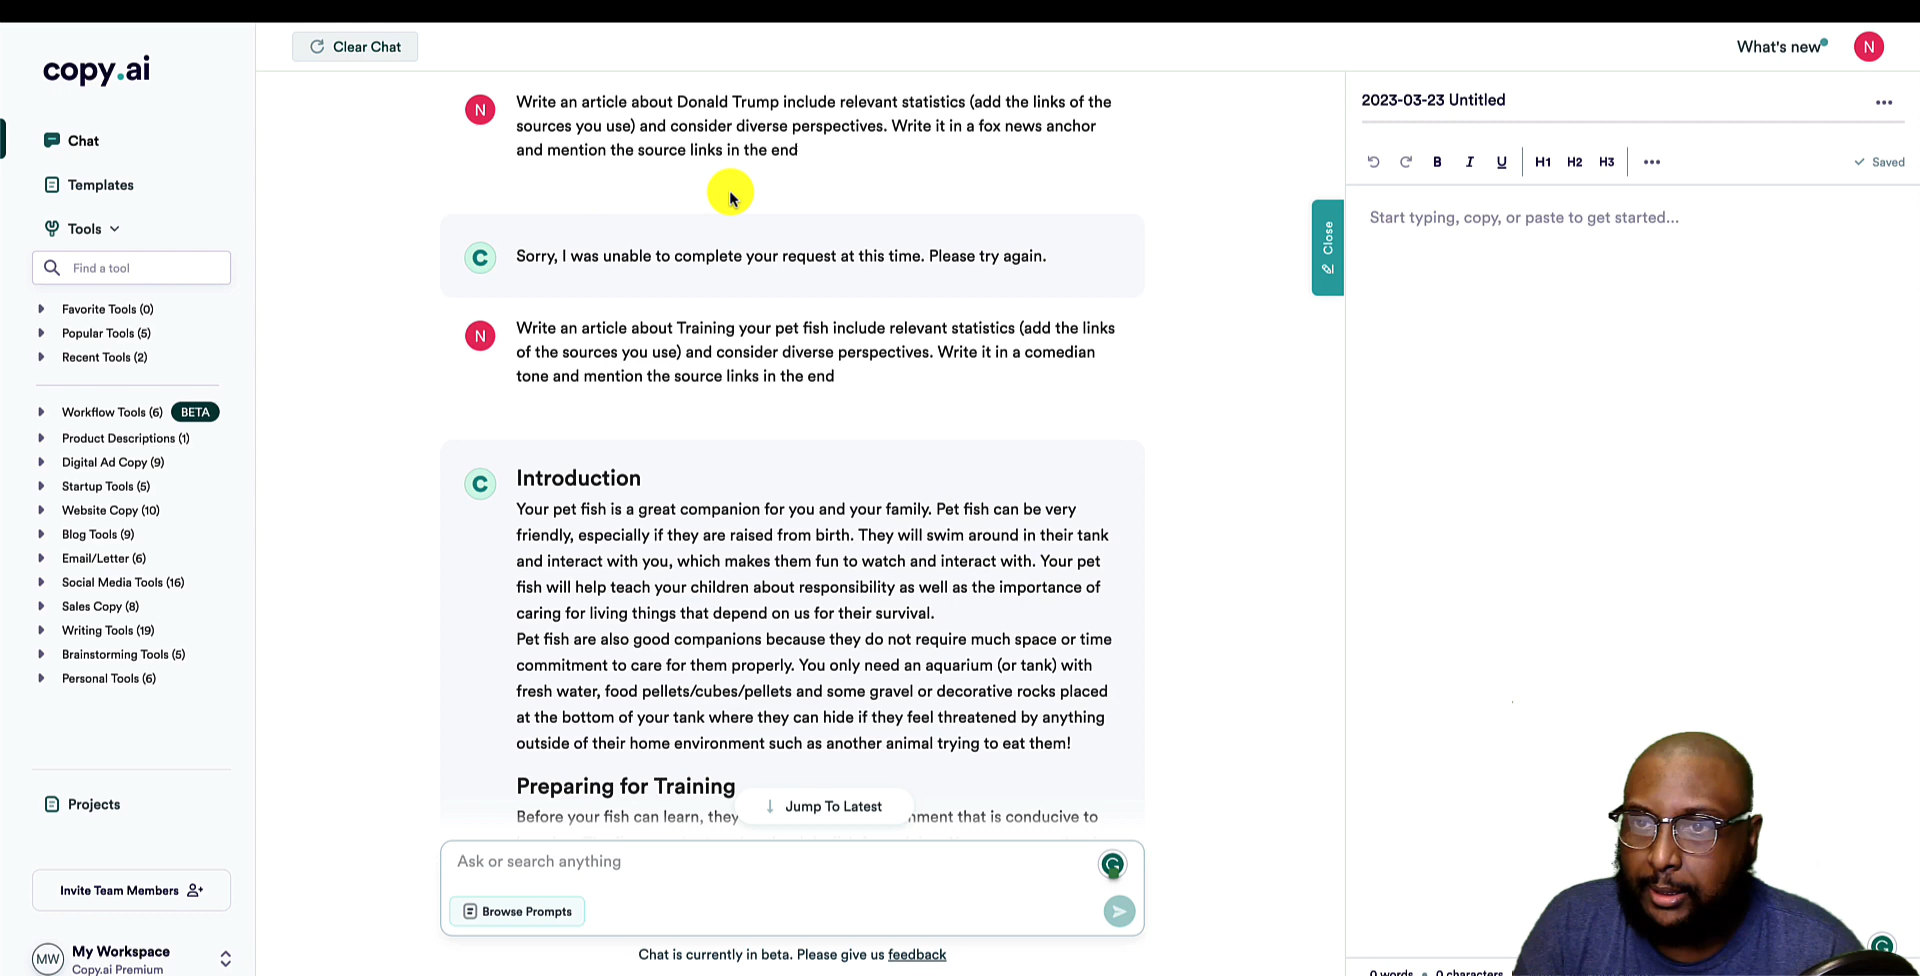 copy.ai
Chat
Templates
Tools
Find a tool
Favorite Tools (0)
Popular Tools (5)
Recent Tools (2)
Workflow Tools (6) BETA
Product Descriptions (1)
Digital Ad Copy (9)
Startup Tools (5)
Website Copy (10)
Blog Tools (9)
Email/Letter (6)
Social Media Tools (16)
Sales Copy (8)
Writing Tools (19)
Brainstorming Tools (5)
Personal Tools (6)
Projects
Invite Team Members
MW My Workspace
Copy.ai Premium
Clear Chat
What's new
N
N
Write an article about Donald Trump include relevant statistics (add the links of the
sources you use) and consider diverse perspectives. Write it in a fox news anchor
and mention the source links in the end
C
Sorry, I was unable to complete your request at this time. Please try again.
N
Write an article about Training your pet fish include relevant statistics (add the links
of the sources you use) and consider diverse perspectives. Write it in a comedian
tone and mention the source links in the end
C
Introduction
Your pet fish is a great companion for you and your family. Pet fish can be very
friendly, especially if they are raised from birth. They will swim around in their tank
and interact with you, which makes them fun to watch and interact with. Your pet
fish will help teach your children about responsibility as well as the importance of
caring for living things that depend on us for their survival.
Pet fish are also good companions because they do not require much space or time
commitment to care for them properly. You only need an aquarium (or tank) with
fresh water, food pellets/cubes/pellets and some gravel or decorative rocks placed
at the bottom of your tank where they can hide if they feel threatened by anything
outside of their home environment such as another animal trying to eat them!
Preparing for Training
Before your fish can learn, they nment that is conducive to
Jump To Latest
Ask or search anything
Browse Prompts
Chat is currently in beta. Please give us feedback
Close
2023-03-23 Untitled
B I U H1 H2 H3
Saved
Start typing, copy, or paste to get started...
0 words • 0 characters